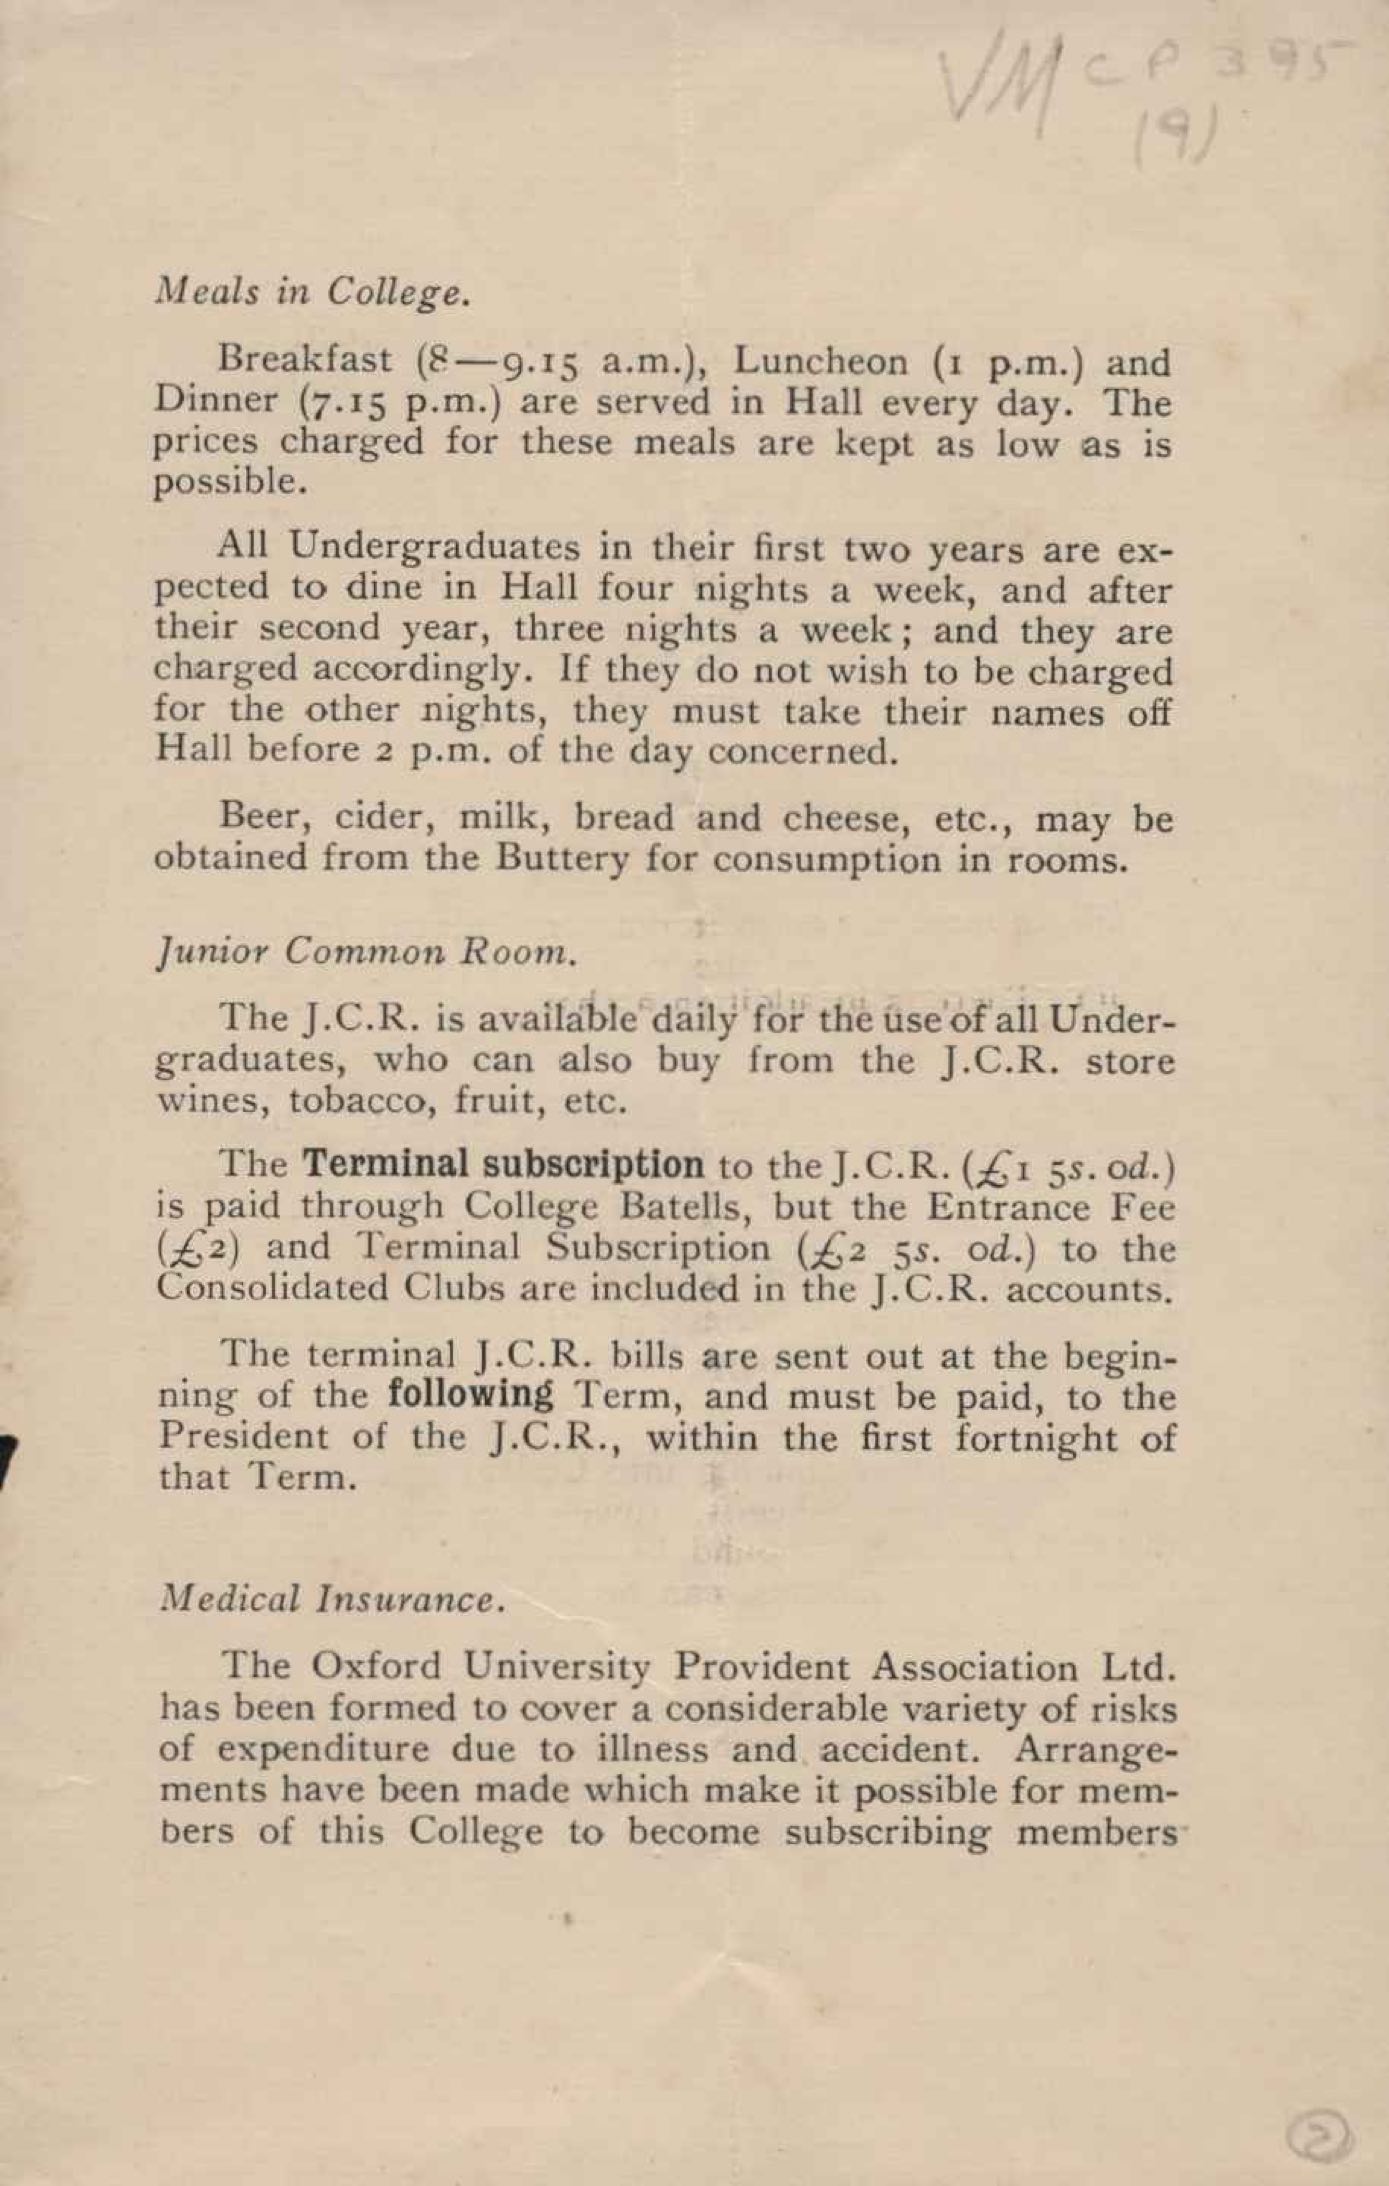 VM CP 395
(9)
Meals in College.
Breakfast (8—9.15 a.m.), Luncheon (1 p.m.) and
Dinner (7.15 p.m.) are served in Hall every day. The
prices charged for these meals are kept as low as is
possible.
All Undergraduates in their first two years are ex-
pected to dine in Hall four nights a week, and after
their second year, three nights a week; and they are
charged accordingly. If they do not wish to be charged
for the other nights, they must take their names off
Hall before 2 p.m. of the day concerned.
Beer, cider, milk, bread and cheese, etc., may be
obtained from the Buttery for consumption in rooms.
Junior Common Room.
The J.C.R. is available daily for the use of all Under-
graduates, who can also buy from the J.C.R. store
wines, tobacco, fruit, etc.
The Terminal subscription to the J.C.R. (£1 5s. 0d.)
is paid through College Batells, but the Entrance Fee
(£2) and Terminal Subscription (£2 5s. 0d.) to the
Consolidated Clubs are included in the J.C.R. accounts.
The terminal J.C.R. bills are sent out at the begin-
ning of the following Term, and must be paid, to the
President of the J.C.R., within the first fortnight of
that Term.
Medical Insurance.
The Oxford University Provident Association Ltd.
has been formed to cover a considerable variety of risks
of expenditure due to illness and accident. Arrange-
ments have been made which make it possible for mem-
bers of this College to become subscribing members
2